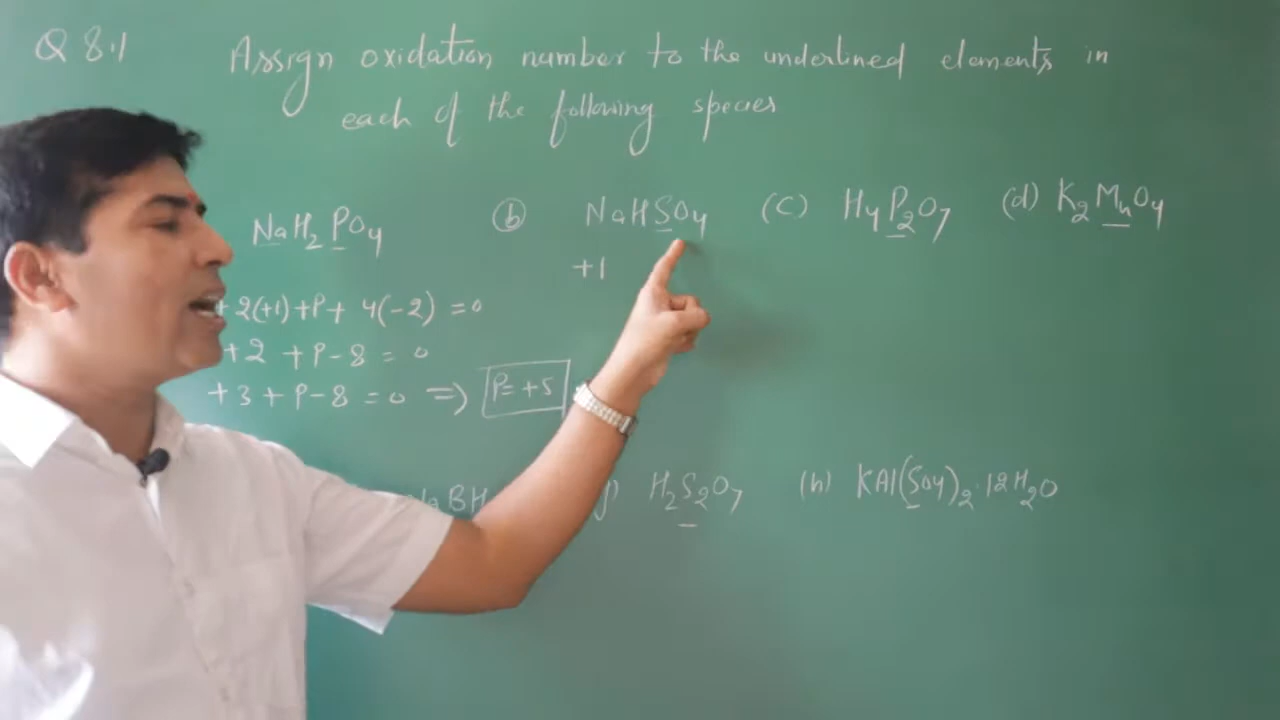 Q 8.1 Assign oxidation number to the underlined elements in
each of the following species
NaH2PO4 (b) NaHSO4 (c) H4P2O7 (d) K2MnO4
+1
+2(+1)+P+ 4(-2) =0
+2 +P-8= 0
+3+P-8=0 => P=+5
BH H2S2O7 (h) KAl(SO4)2.12H2O